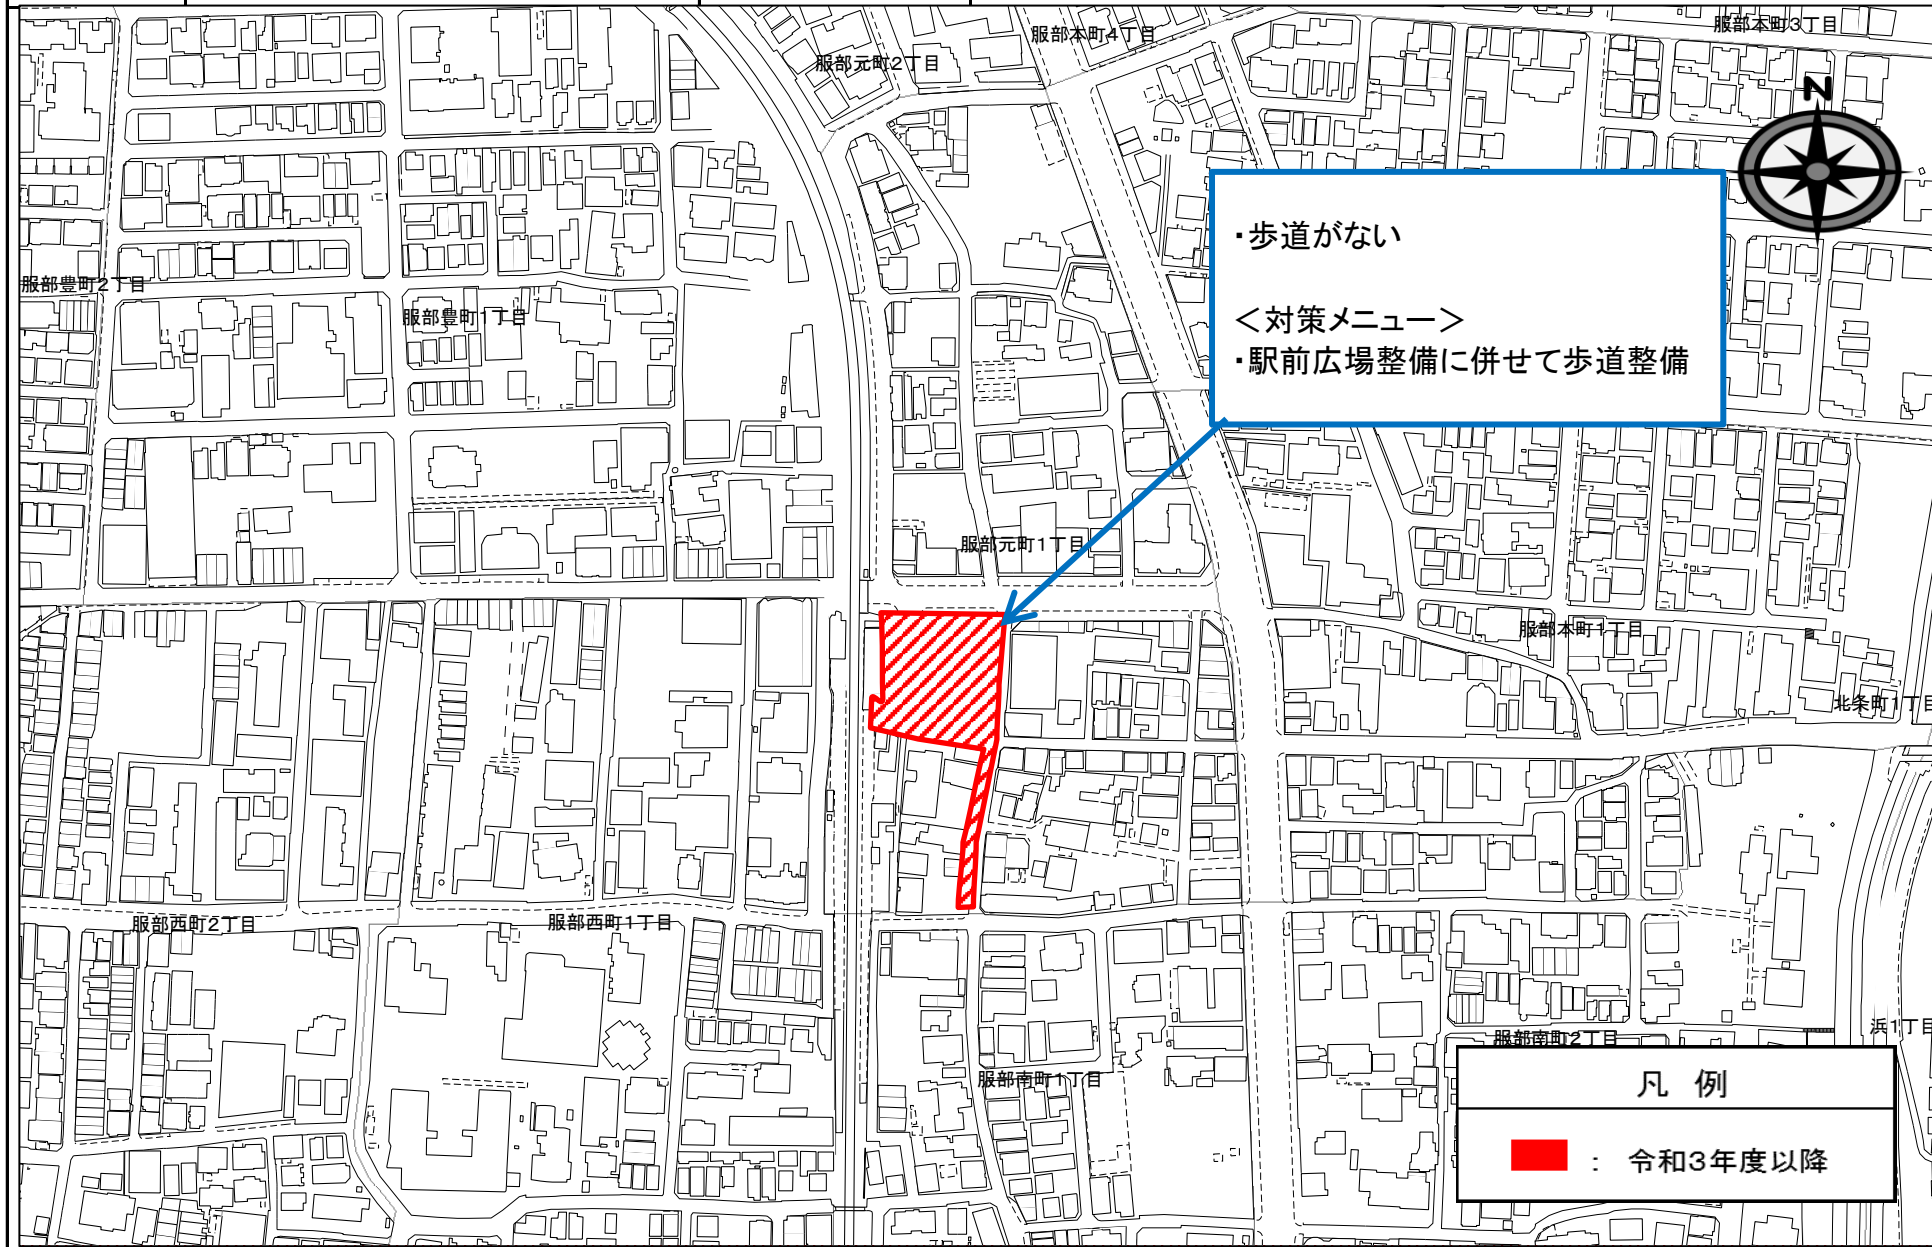 服部本町3丁目
服部本町4丁目
服部元町2丁目
N
・歩道がない
＜対策メニュー＞
・駅前広場整備に併せて歩道整備
服部豊町2丁目
服部豊町1丁目
服部元町1丁目
服部本町1丁目
北条町1丁目
服部西町2丁目
服部西町1丁目
浜1丁目
服部南町2丁目
服部南町1丁目
凡 例
： 令和3年度以降